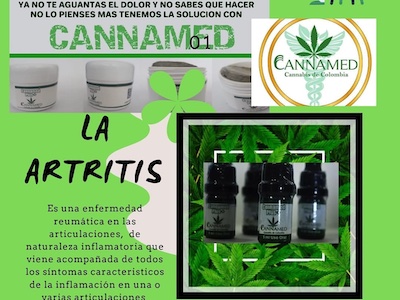 YA NO TE AGUANTAS EL DOLOR Y NO SABES QUE HACER
NO LO PIENSES MAS TENEMOS LA SOLUCION CON
CANNAMED
01
CANNAMED
Cannabis de Colombia
LA
ARTRITIS
Es una enfermedad
reumática en las
articulaciones, de
naturaleza inflamatoria que
viene acompañada de todos
los síntomas caracteristicos
de la inflamación en una o
varias articulaciones